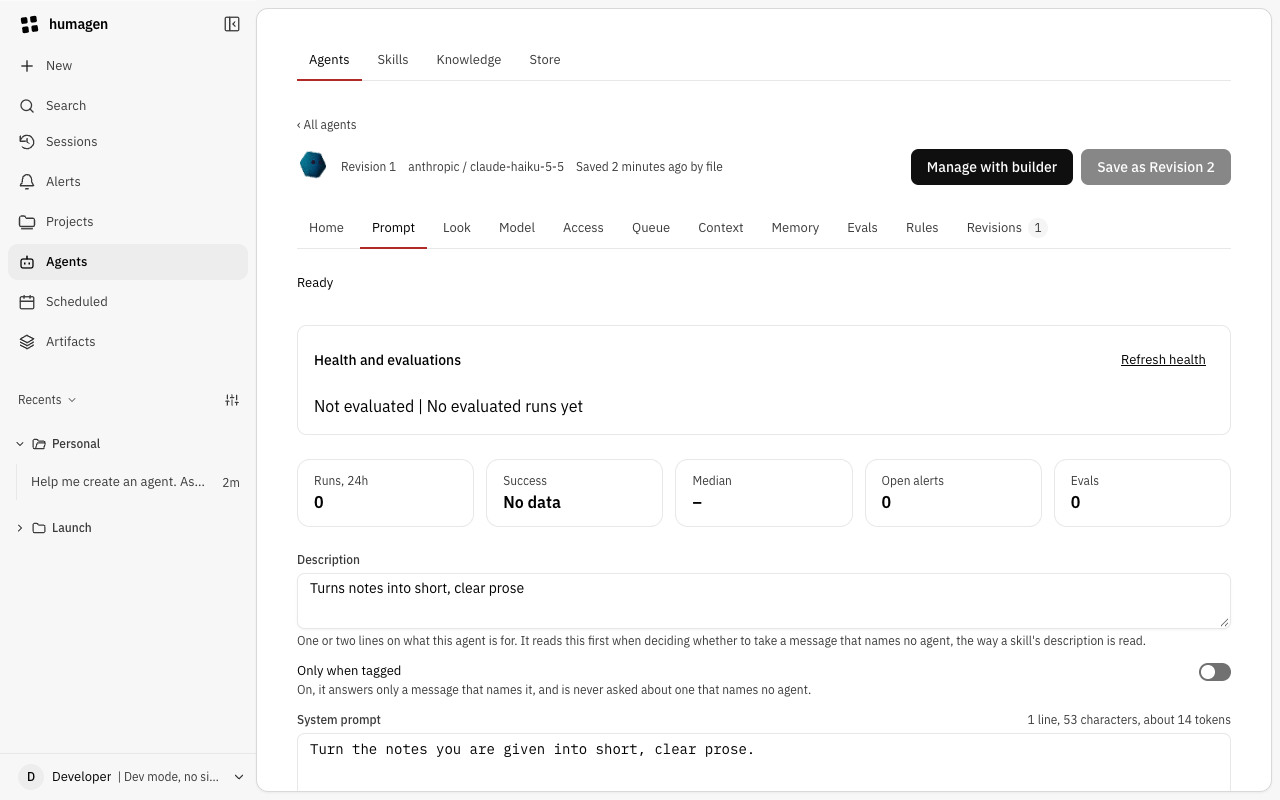 humagen
New
Search
Sessions
Alerts
Projects
Agents
Scheduled
Artifacts
Recents
Personal
Help me create an agent. As... 2m
Launch
D Developer | Dev mode, no si...
Agents Skills Knowledge Store
‹ All agents
Revision 1 anthropic / claude-haiku-5-5 Saved 2 minutes ago by file Manage with builder Save as Revision 2
Home Prompt Look Model Access Queue Context Memory Evals Rules Revisions 1
Ready
Health and evaluations Refresh health
Not evaluated | No evaluated runs yet
Runs, 24h Success Median Open alerts Evals
0 No data – 0 0
Description
Turns notes into short, clear prose
One or two lines on what this agent is for. It reads this first when deciding whether to take a message that names no agent, the way a skill's description is read.
Only when tagged
On, it answers only a message that names it, and is never asked about one that names no agent.
System prompt 1 line, 53 characters, about 14 tokens
Turn the notes you are given into short, clear prose.